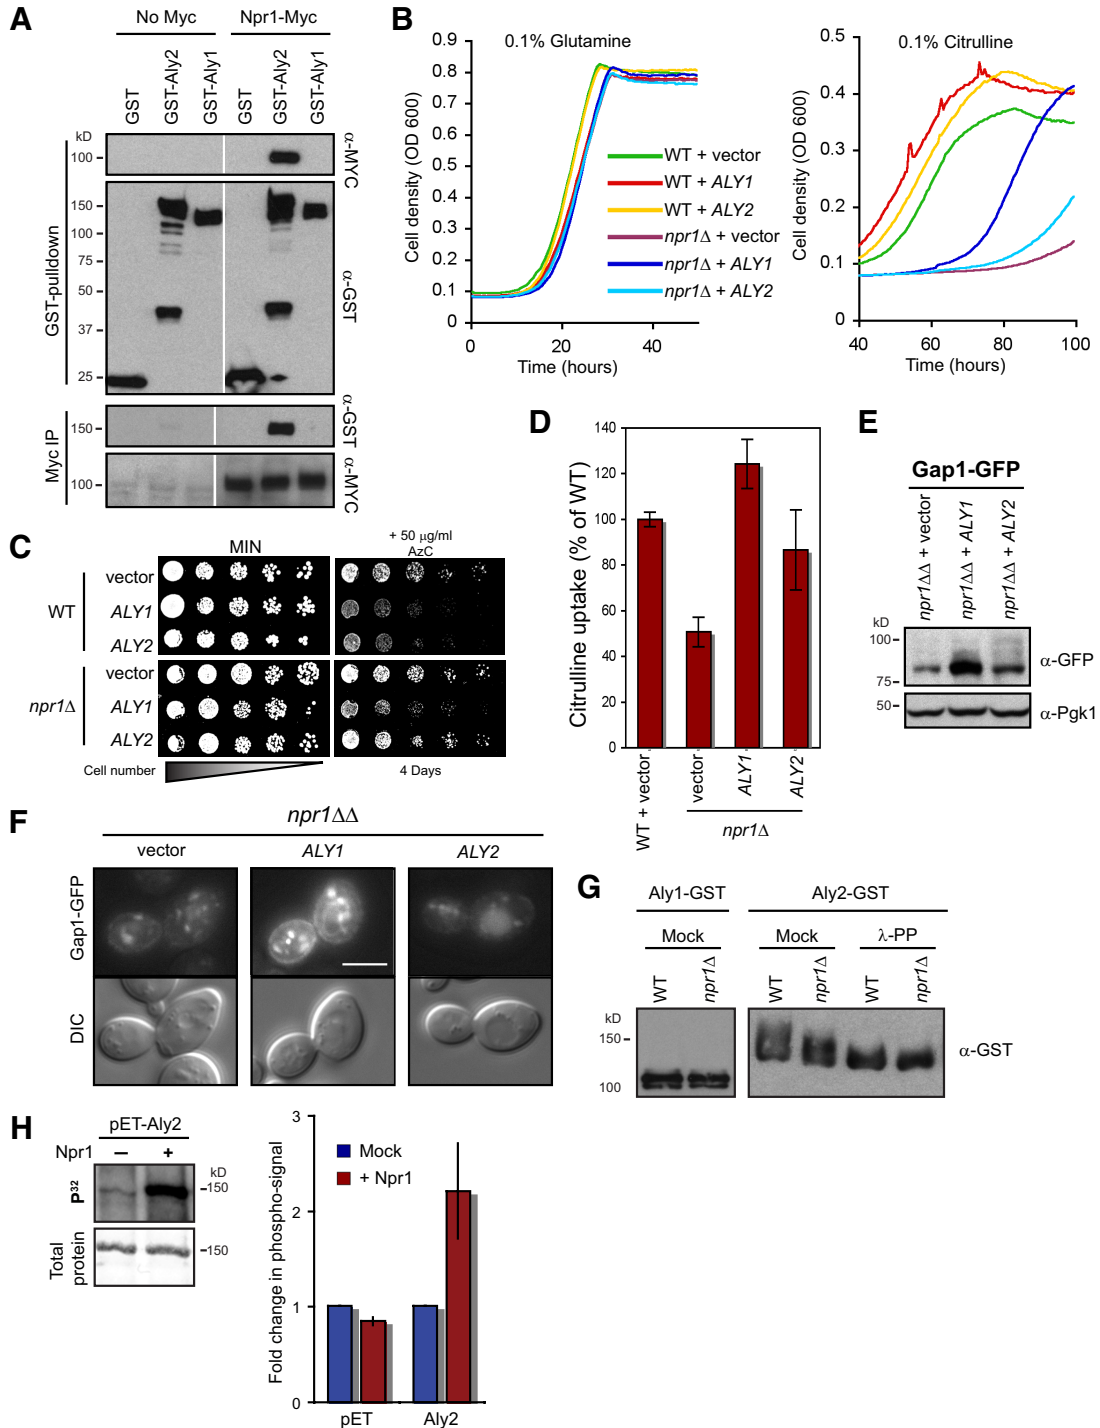 A
No Myc
Npr1-Myc
GST
GST-Aly2
GST-Aly1
GST
GST-Aly2
GST-Aly1
kD
100
α-MYC
GST-pulldown
150
100
75
50
37
25
α-GST
Myc IP
150
α-GST
100
α-MYC
B
0.1% Glutamine
Cell density (OD 600)
0.9
0.8
0.7
0.6
0.5
0.4
0.3
0.2
0.1
0
0
20
40
Time (hours)
WT + vector
WT + ALY1
WT + ALY2
npr1Δ + vector
npr1Δ + ALY1
npr1Δ + ALY2
0.1% Citrulline
Cell density (OD 600)
0.5
0.4
0.3
0.2
0.1
0
40
60
80
100
Time (hours)
C
MIN
+ 50 μg/ml
AzC
WT
vector
ALY1
ALY2
npr1Δ
vector
ALY1
ALY2
Cell number
4 Days
D
Citrulline uptake (% of WT)
140
120
100
80
60
40
20
0
WT + vector
vector
ALY1
ALY2
npr1Δ
E
Gap1-GFP
npr1ΔΔ + vector
npr1ΔΔ + ALY1
npr1ΔΔ + ALY2
kD
100
75
α-GFP
50
α-Pgk1
F
npr1ΔΔ
vector
ALY1
ALY2
Gap1-GFP
DIC
G
Aly1-GST
Aly2-GST
Mock
Mock
λ-PP
WT
npr1Δ
WT
npr1Δ
WT
npr1Δ
kD
150
100
α-GST
H
pET-Aly2
Npr1
– +
kD
P32
150
Total
protein
150
Fold change in phospho-signal
3
2
1
0
Mock
+ Npr1
pET
Aly2